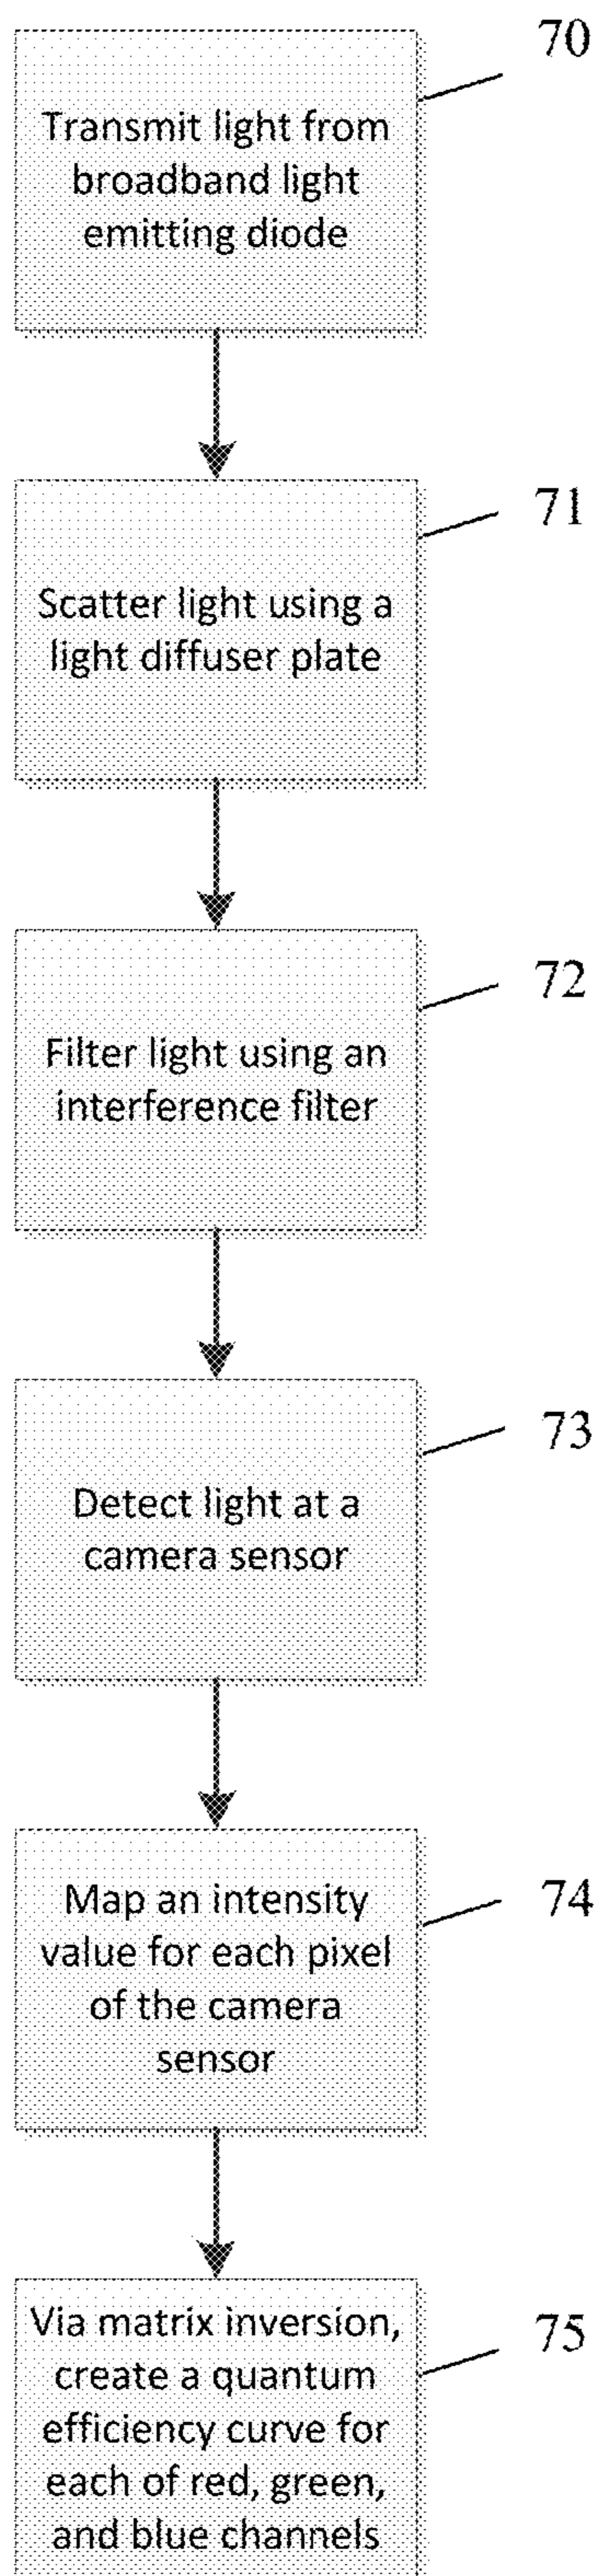 70
Transmit light from
broadband light
emitting diode
71
Scatter light using a
light diffuser plate
72
Filter light using an
interference filter
73
Detect light at a
camera sensor
74
Map an intensity
value for each pixel
of the camera
sensor
75
Via matrix inversion,
create a quantum
efficiency curve for
each of red, green,
and blue channels